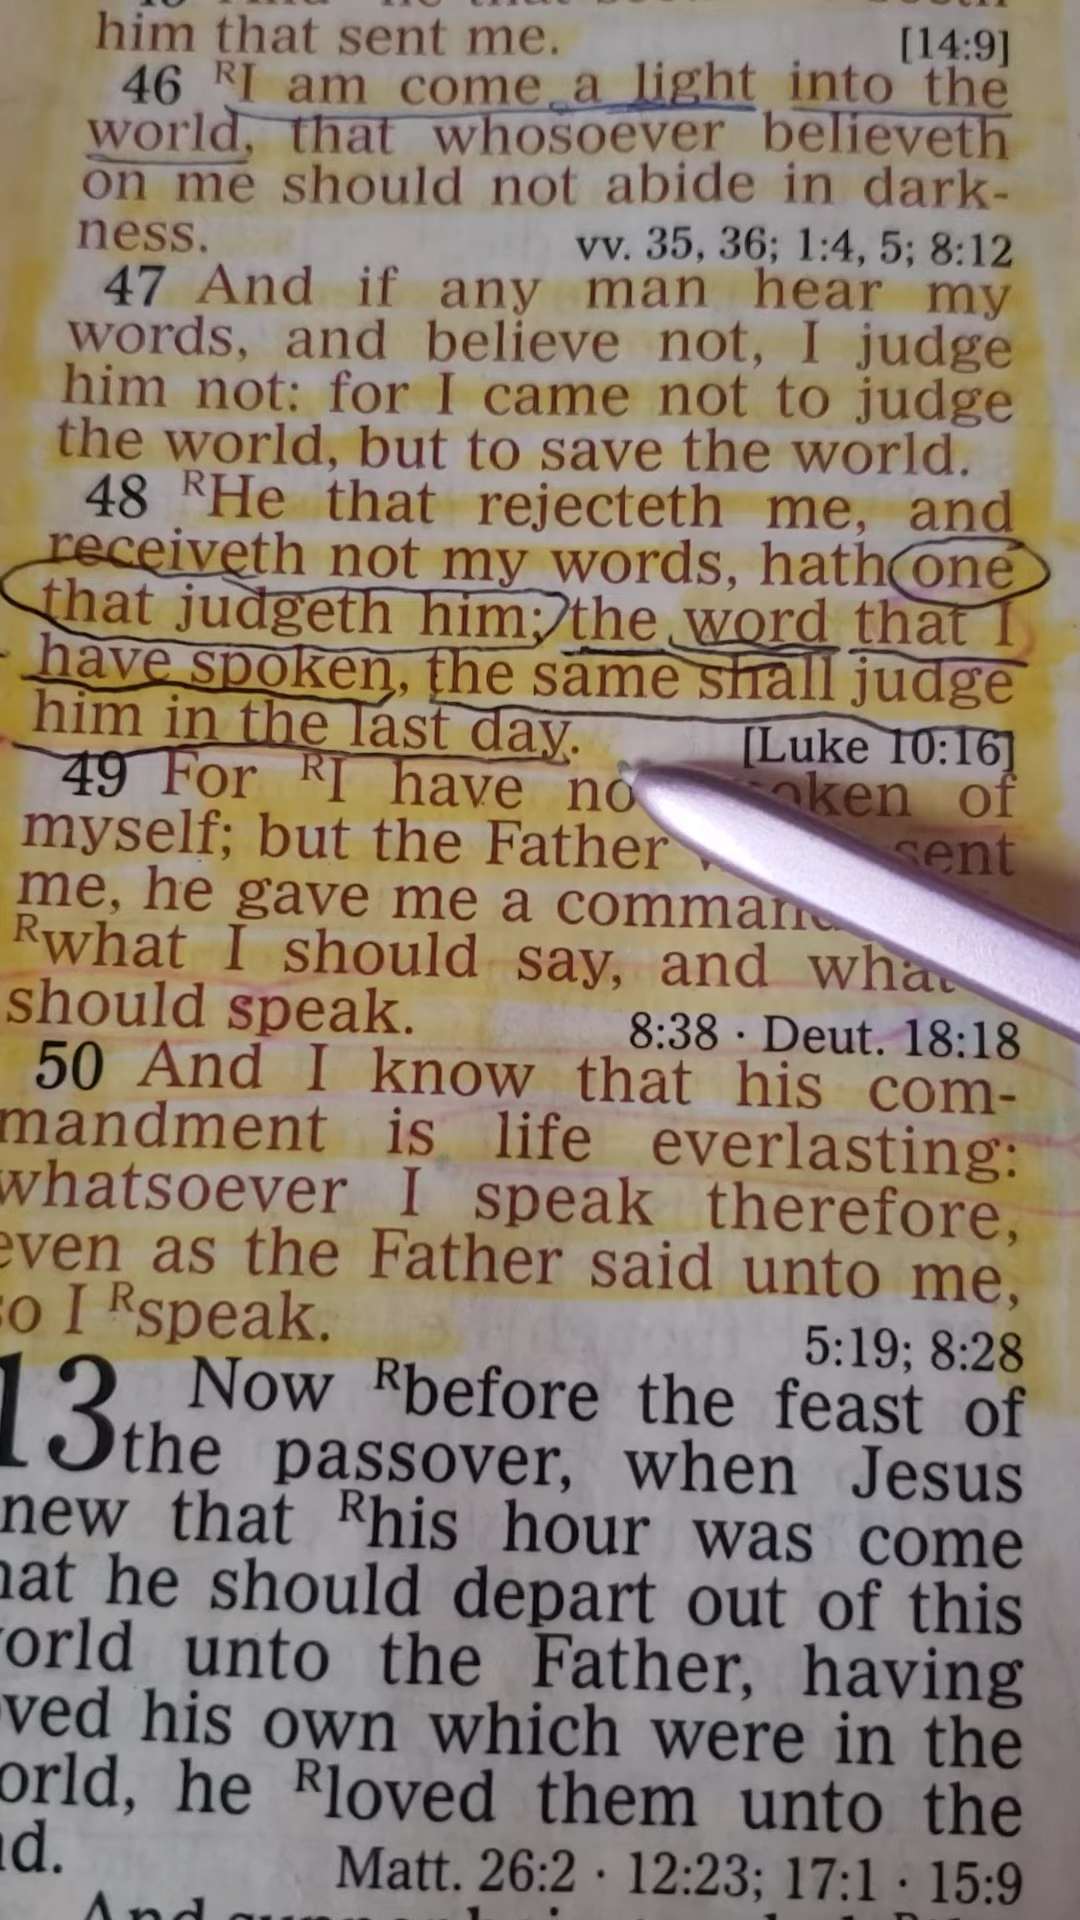 him that sent me. [14:9]
46 RI am come a light into the
world, that whosoever believeth
on me should not abide in dark-
ness. vv. 35, 36; 1:4, 5; 8:12
47 And if any man hear my
words, and believe not, I judge
him not: for I came not to judge
the world, but to save the world.
48 RHe that rejecteth me, and
receiveth not my words, hath one
that judgeth him; the word that I
have spoken, the same shall judge
him in the last day. [Luke 10:16]
49 For RI have no oken of
myself; but the Father sent
me, he gave me a comman
Rwhat I should say, and wha
should speak. 8:38 · Deut. 18:18
50 And I know that his com-
mandment is life everlasting:
whatsoever I speak therefore,
even as the Father said unto me,
so I Rspeak. 5:19; 8:28
13 Now Rbefore the feast of
the passover, when Jesus
new that Rhis hour was come
hat he should depart out of this
orld unto the Father, having
ved his own which were in the
orld, he Rloved them unto the
nd. Matt. 26:2 · 12:23; 17:1 · 15:9
And